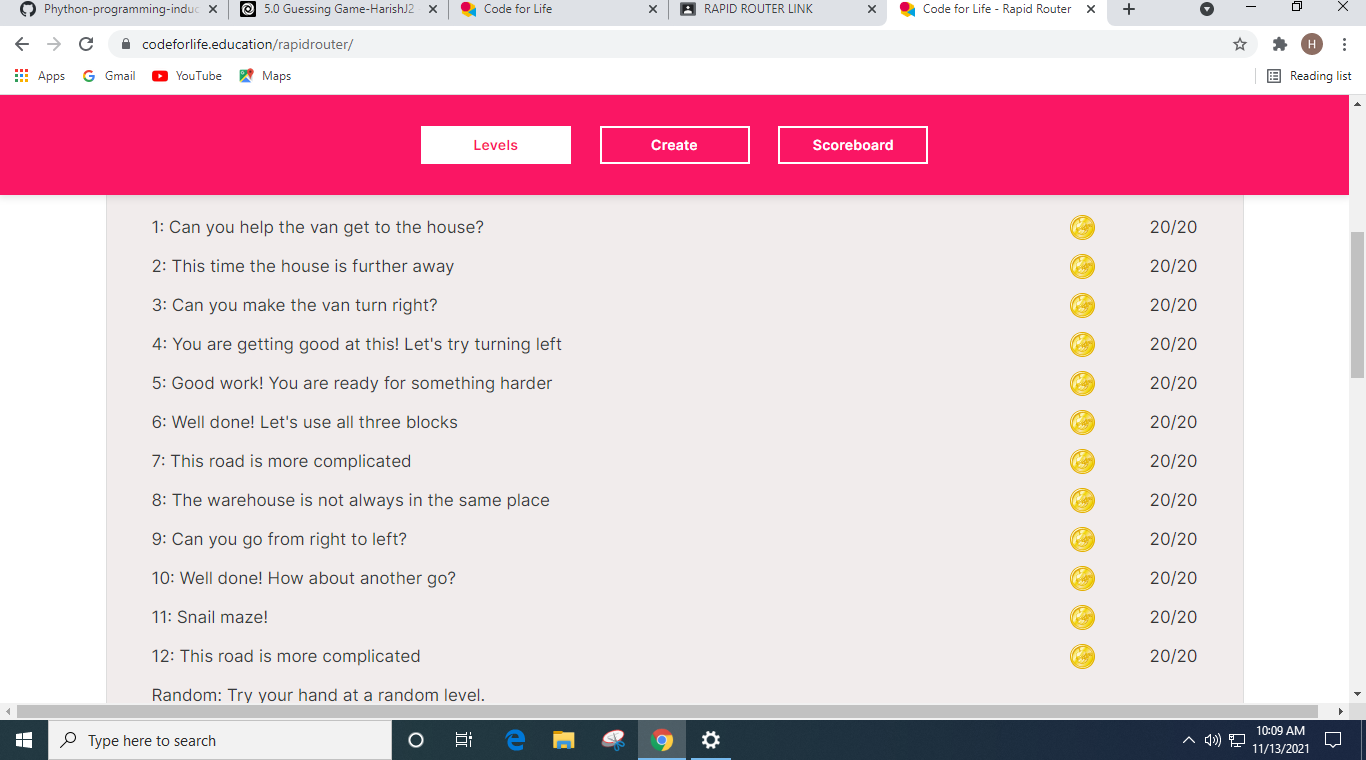 Phython-programming-induc
5.0 Guessing Game-HarishJ2
Code for Life
RAPID ROUTER LINK
Code for Life - Rapid Router
codeforlife.education/rapidrouter/
H
Apps
Gmail
YouTube
Maps
Reading list
Levels
Create
Scoreboard
1: Can you help the van get to the house? 20/20
2: This time the house is further away 20/20
3: Can you make the van turn right? 20/20
4: You are getting good at this! Let's try turning left 20/20
5: Good work! You are ready for something harder 20/20
6: Well done! Let's use all three blocks 20/20
7: This road is more complicated 20/20
8: The warehouse is not always in the same place 20/20
9: Can you go from right to left? 20/20
10: Well done! How about another go? 20/20
11: Snail maze! 20/20
12: This road is more complicated 20/20
Random: Try your hand at a random level.
Type here to search
10:09 AM
11/13/2021